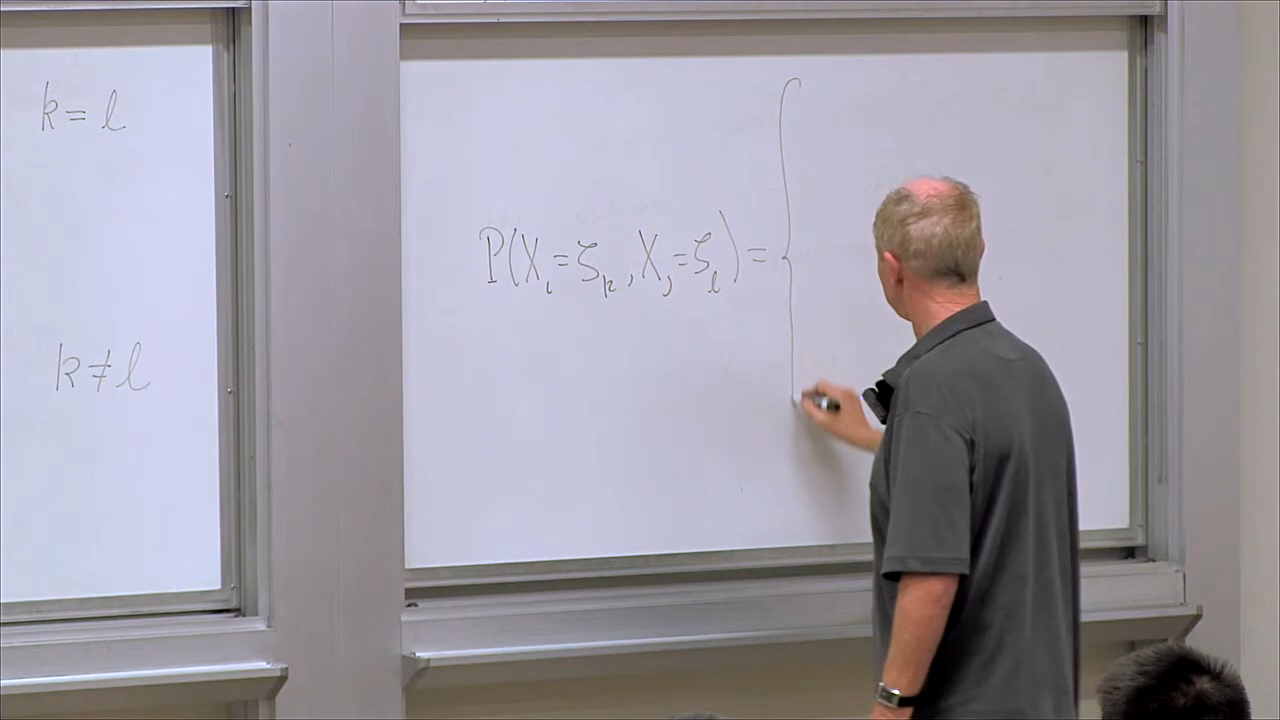 k = l
k ≠ l
P(X_i = ζ_k, X_j = ζ_l) = {